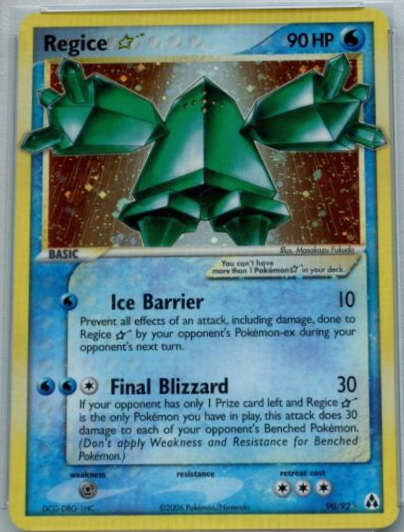 Regice ☆ 90 HP
Illus. Masakazu Fukuda
BASIC
You can't have
more than 1 Pokémon ☆ in your deck.
Ice Barrier 10
Prevent all effects of an attack, including damage, done to
Regice ☆ by your opponent's Pokémon-ex during your
opponent's next turn.
Final Blizzard 30
If your opponent has only 1 Prize card left and Regice ☆
is the only Pokémon you have in play, this attack does 30
damage to each of your opponent's Benched Pokémon.
(Don't apply Weakness and Resistance for Benched
Pokémon.)
weakness resistance retreat cost
©2006 Pokémon/Nintendo 90/92